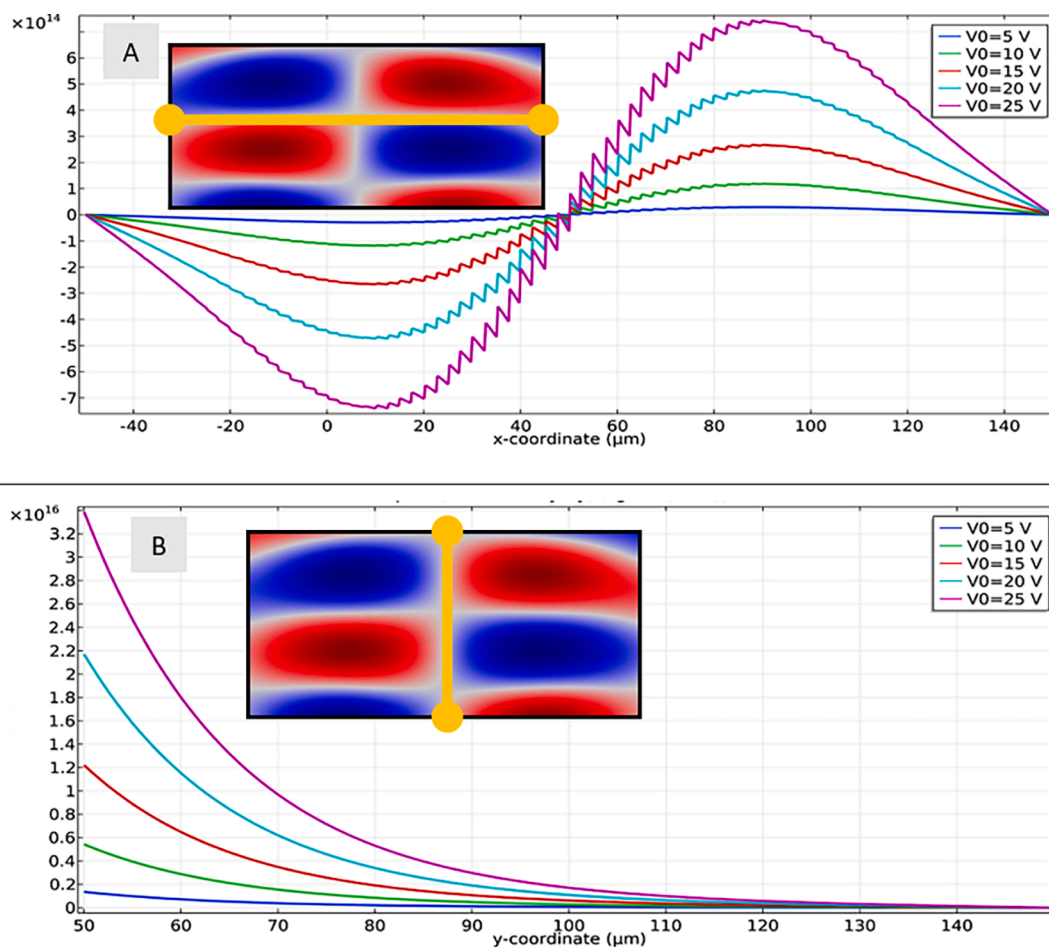 ×10¹⁴
A
V0=5 V
V0=10 V
V0=15 V
V0=20 V
V0=25 V
6
5
4
3
2
1
0
-1
-2
-3
-4
-5
-6
-7
-40 -20 0 20 40 60 80 100 120 140
x-coordinate (µm)
×10¹⁶
B
V0=5 V
V0=10 V
V0=15 V
V0=20 V
V0=25 V
3.2
3
2.8
2.6
2.4
2.2
2
1.8
1.6
1.4
1.2
1
0.8
0.6
0.4
0.2
0
50 60 70 80 90 100 110 120 130 140
y-coordinate (µm)